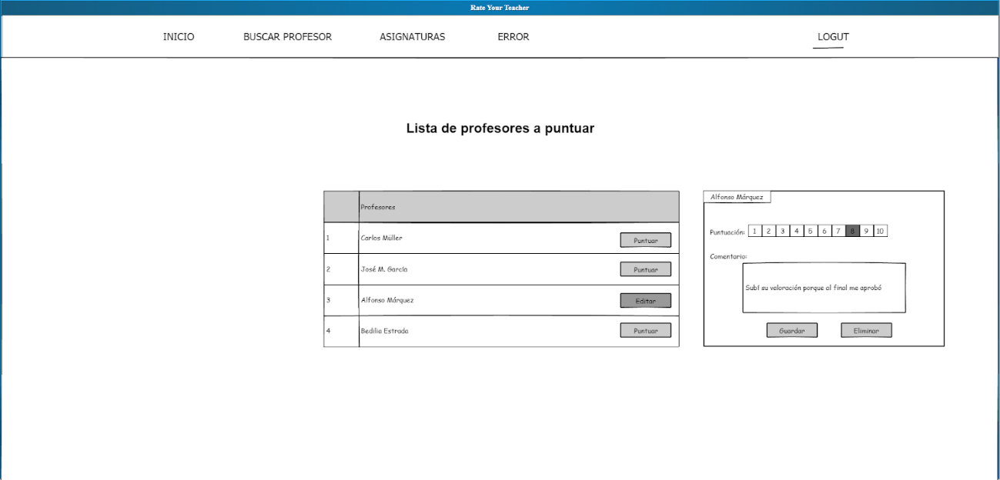 Rate Your Teacher
INICIO BUSCAR PROFESOR ASIGNATURAS ERROR LOGUT
Lista de profesores a puntuar
Profesores
1 Carlos Müller Puntuar
2 José M. García Puntuar
3 Alfonso Márquez Editar
4 Bedilia Estrada Puntuar
Alfonso Márquez
Puntuación: 1 2 3 4 5 6 7 8 9 10
Comentario:
Subí su valoración porque al final me aprobó
Guardar Eliminar